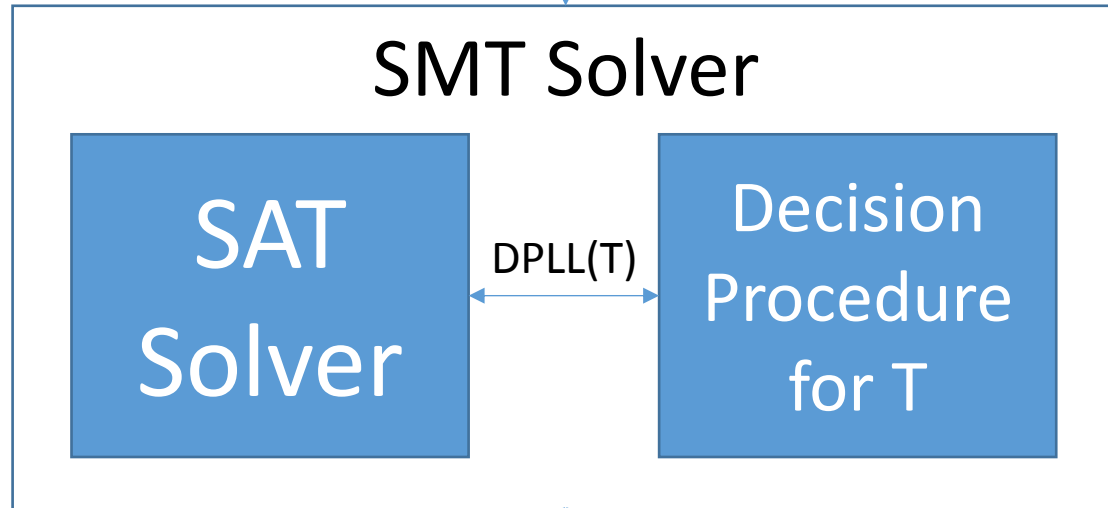 SMT Solver
SAT
Solver
DPLL(T)
Decision
Procedure
for T